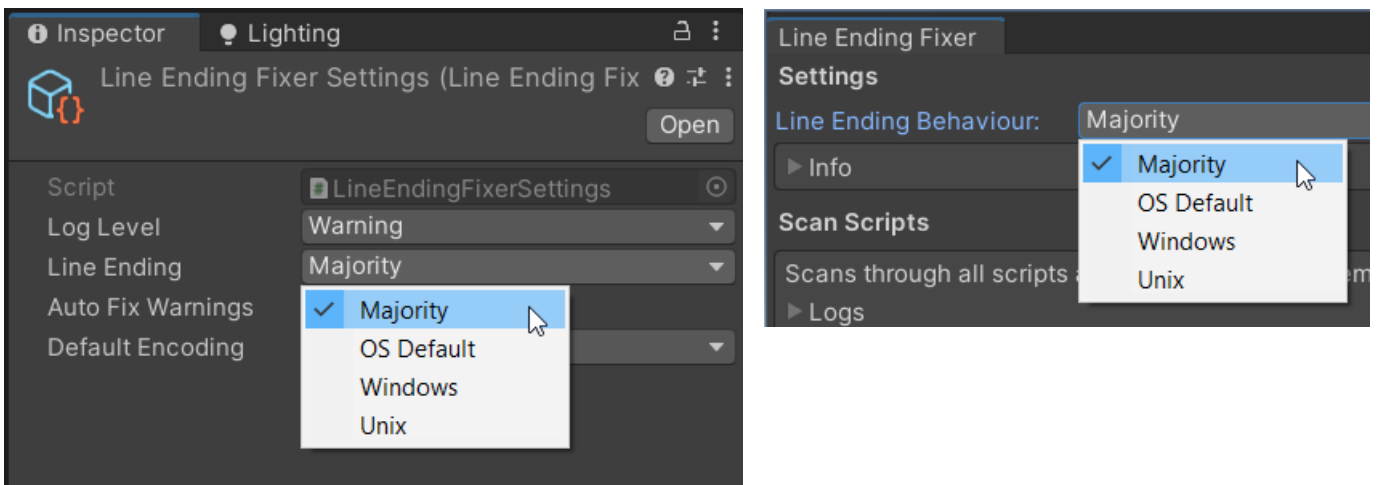 Inspector
Lighting
Line Ending Fixer Settings (Line Ending Fix
Open
Script
LineEndingFixerSettings
Log Level
Warning
Line Ending
Majority
Auto Fix Warnings
Default Encoding
Majority
OS Default
Windows
Unix
Line Ending Fixer
Settings
Line Ending Behaviour:
Majority
Info
Majority
OS Default
Windows
Unix
Scan Scripts
Scans through all scripts
Logs